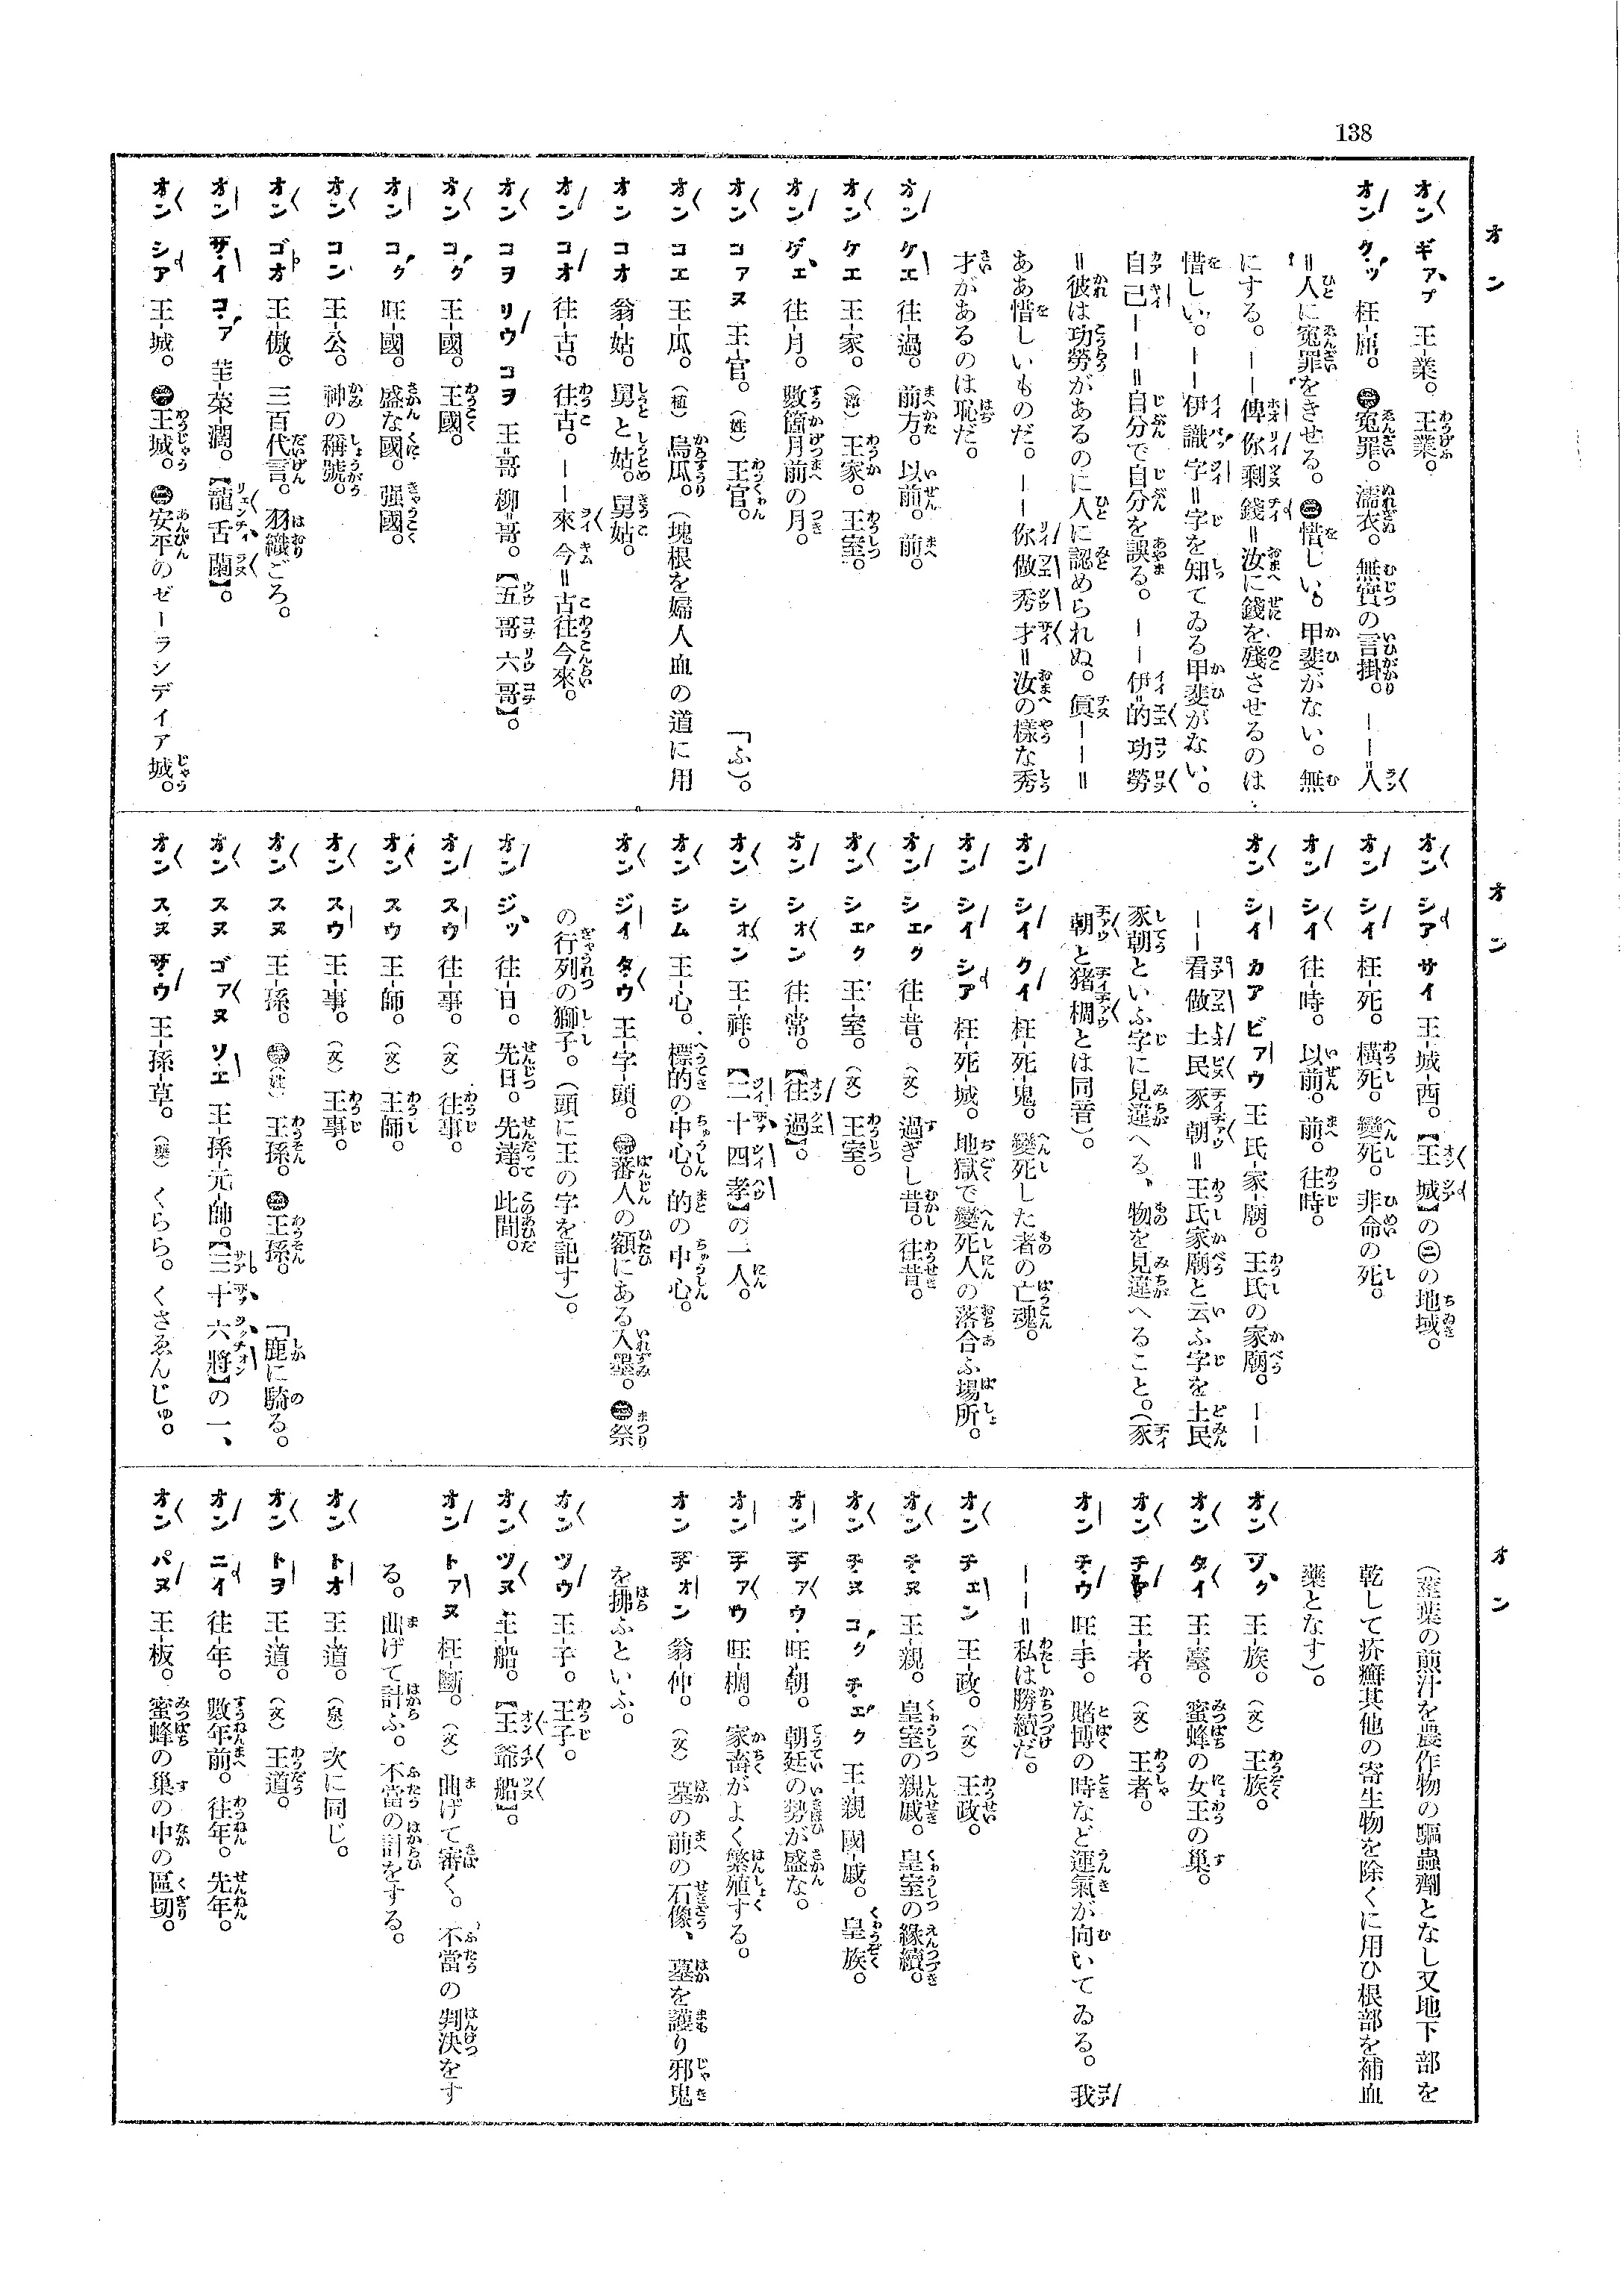 138
オン
オン ギアㇷ゚ 王-業。王業。
オン クッ 枉-屈。㊀寃罪。濡衣。無實の言掛。——=人
=人に寃罪をきせる。㊁惜しい。甲斐がない。無
にする。——俾你剩錢=汝に錢を殘させるのは
惜しい。——伊識字=字を知つてゐる甲斐がない。
自己——=自分で自分を誤る。——伊=的功勞
=彼は功勞があるのに人に認められぬ。眞——=
ああ惜しいものだ。——你做秀才=汝の樣な秀
才があるのは恥だ。
オン ケエ 往-過。前方。以前。前。
オン ケエ 王-家。王家。王室。
オン ゲェ 往-月。數箇月前の月。
オン コァヌ 王-官。(姓)王官。
オン コエ 王-瓜。(植)烏瓜。(塊根を婦人血の道に用
「ふ)。
オン コオ 翁-姑。舅と姑。舅姑。
オン コオ 往-古。往古。——來今=古往今來。
オン コヲ リウ コヲ 王=哥柳=哥。【五哥六哥】。
オン コク 王-國。王國。
オン コク 旺-國。盛な國。强國。
オン コン 王-公。神の稱號。
オン ゴオ 王-傲。三百代言。羽織ごろ。
オン ザイ コァ 茔-菜-濶。【龍舌蘭】。
オン シア 王-城。㊀王城。㊁安平のゼーランデイア城。
オン
オン シア サイ 王-城-西。【王城】の㊁の地域。
オン シイ 枉-死。橫死。變死。非命の死。
オン シイ 往-時。以前。前。往時。
オン シイ カア ビァウ 王氏-家-廟。王氏の家廟。——
——看做土民豕朝=王氏家廟と云ふ字を土民
豕朝といふ字に見違へる、物を見違へること。(豕
朝と豬椆とは同音)。
オン シイ クイ 枉-死-鬼。變死した者の亡魂。
オン シイ シア 枉死-城。地獄で變死人の落合ふ場所。
オン シェク 往-昔。(文)過ぎし昔。往昔。
オン シェク 王-室。(文)王室。
オン シオン 往-常。【往過】。
オン シオン 王-祥。【二十四孝】の一人。
オン シム 王-心。標的の中心。的の中心。
オン ジイ タウ 王-字-頭。㊀蕃人の額にある入墨。㊁祭
の行列の獅子。(頭に王の字を記す)。
オン ジッ 往-日。先日。先達。此間。
オン スウ 往-事。(文)往事。
オン スウ 王-師。(文)王師。
オン スウ 王-事。(文)王事。
オン スヌ 王-孫。㊀(姓)王孫。㊁王孫。
「鹿に騎る。
オン スヌ ゴァヌ ソエ 王-孫-元-帥。【三十六將】の一、
オン スヌ サウ 王-孫-草。(藥)くらら。くさゑんじゆ。
オン
(莖葉の煎汁を農作物の驅蟲劑となし又地下部を
乾して疥癬其他の寄生物を除くに用ひ根部を補血
藥となす)。
オン ゾク 王-族。(文)王族。
オン タイ 王-臺。蜜蜂の女王の巢。
オン チア 王-者。(文)王者。
オン チウ 旺-手。賭博の時など運氣が向いてゐる。我
——=私は勝續だ。
オン チェン 王-政。(文)王政。
オン チヌ 王-親。皇室の親戚。皇室の緣續。
オン チヌ コク チェク 王-親國-戚。皇族。
オン チァウ 旺-朝。朝廷の勢が盛な。
オン チァウ 旺-椆。家畜がよく繁殖する。
オン チオン 翁-仲。(文)墓の前の石像、墓を護り邪鬼
を拂ふといふ。
オン ツウ 王-子。王子。
オン ツヌ 王-船。【王爺船】。
オン トァヌ 枉-斷。(文)曲げて審く。不當の判決をす
る。曲げて計ふ。不當の計をする。
オン トオ 王-道。(泉)次に同じ。
オン トヲ 王-道。(文)王道。
オン ニイ 往-年。數年前。往年。先年。
オン パヌ 王-板。蜜蜂の巢の中の區切。